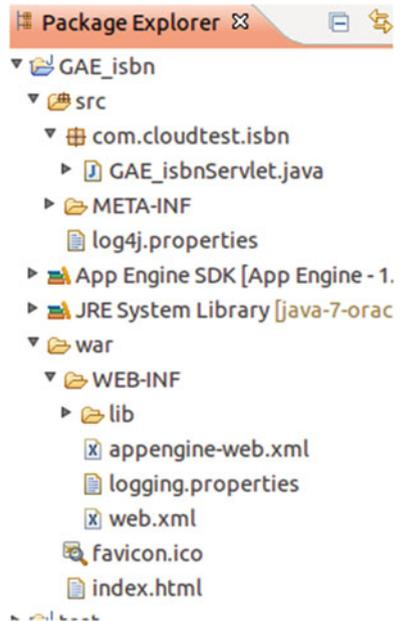 Package Explorer
GAE_isbn
src
com.cloudtest.isbn
GAE_isbnServlet.java
META-INF
log4j.properties
App Engine SDK [App Engine - 1.
JRE System Library [java-7-orac
war
WEB-INF
lib
appengine-web.xml
logging.properties
web.xml
favicon.ico
index.html